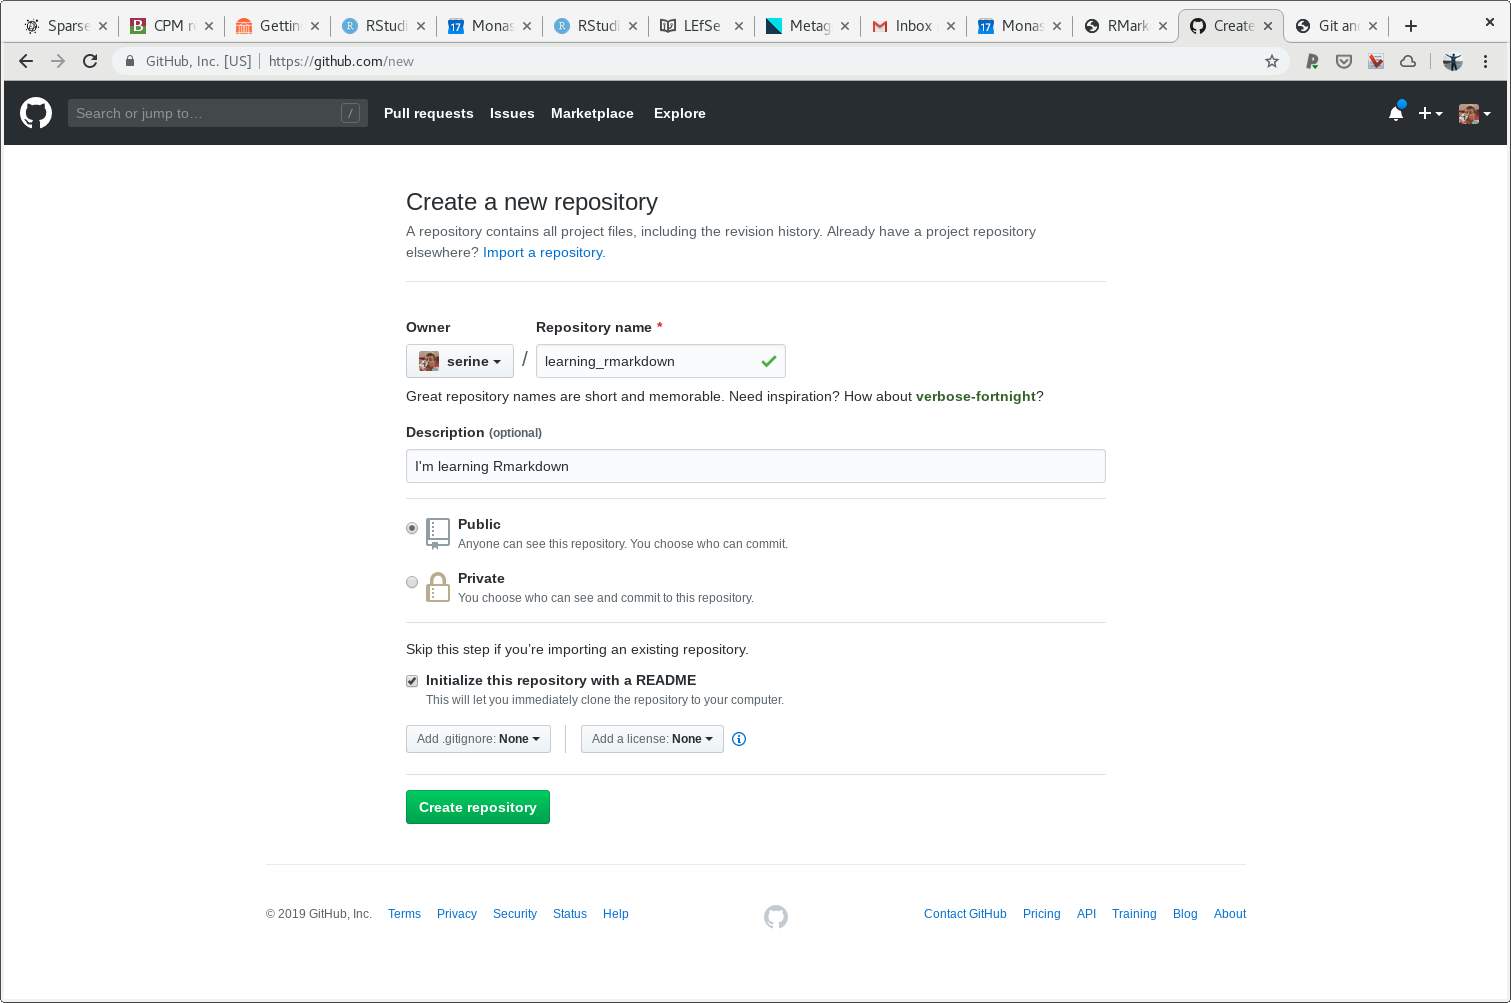 Sparse
CPM r
Getting
RStudi
Monas
RStudi
LEfSe
Metag
Inbox
Monas
RMark
Create
Git an
GitHub, Inc. [US] https://github.com/new
Search or jump to… /
Pull requests Issues Marketplace Explore
Create a new repository
A repository contains all project files, including the revision history. Already have a project repository
elsewhere? Import a repository.
Owner Repository name *
serine / learning_rmarkdown
Great repository names are short and memorable. Need inspiration? How about verbose-fortnight?
Description (optional)
I'm learning Rmarkdown
Public
Anyone can see this repository. You choose who can commit.
Private
You choose who can see and commit to this repository.
Skip this step if you’re importing an existing repository.
Initialize this repository with a README
This will let you immediately clone the repository to your computer.
Add .gitignore: None Add a license: None
Create repository
© 2019 GitHub, Inc. Terms Privacy Security Status Help Contact GitHub Pricing API Training Blog About